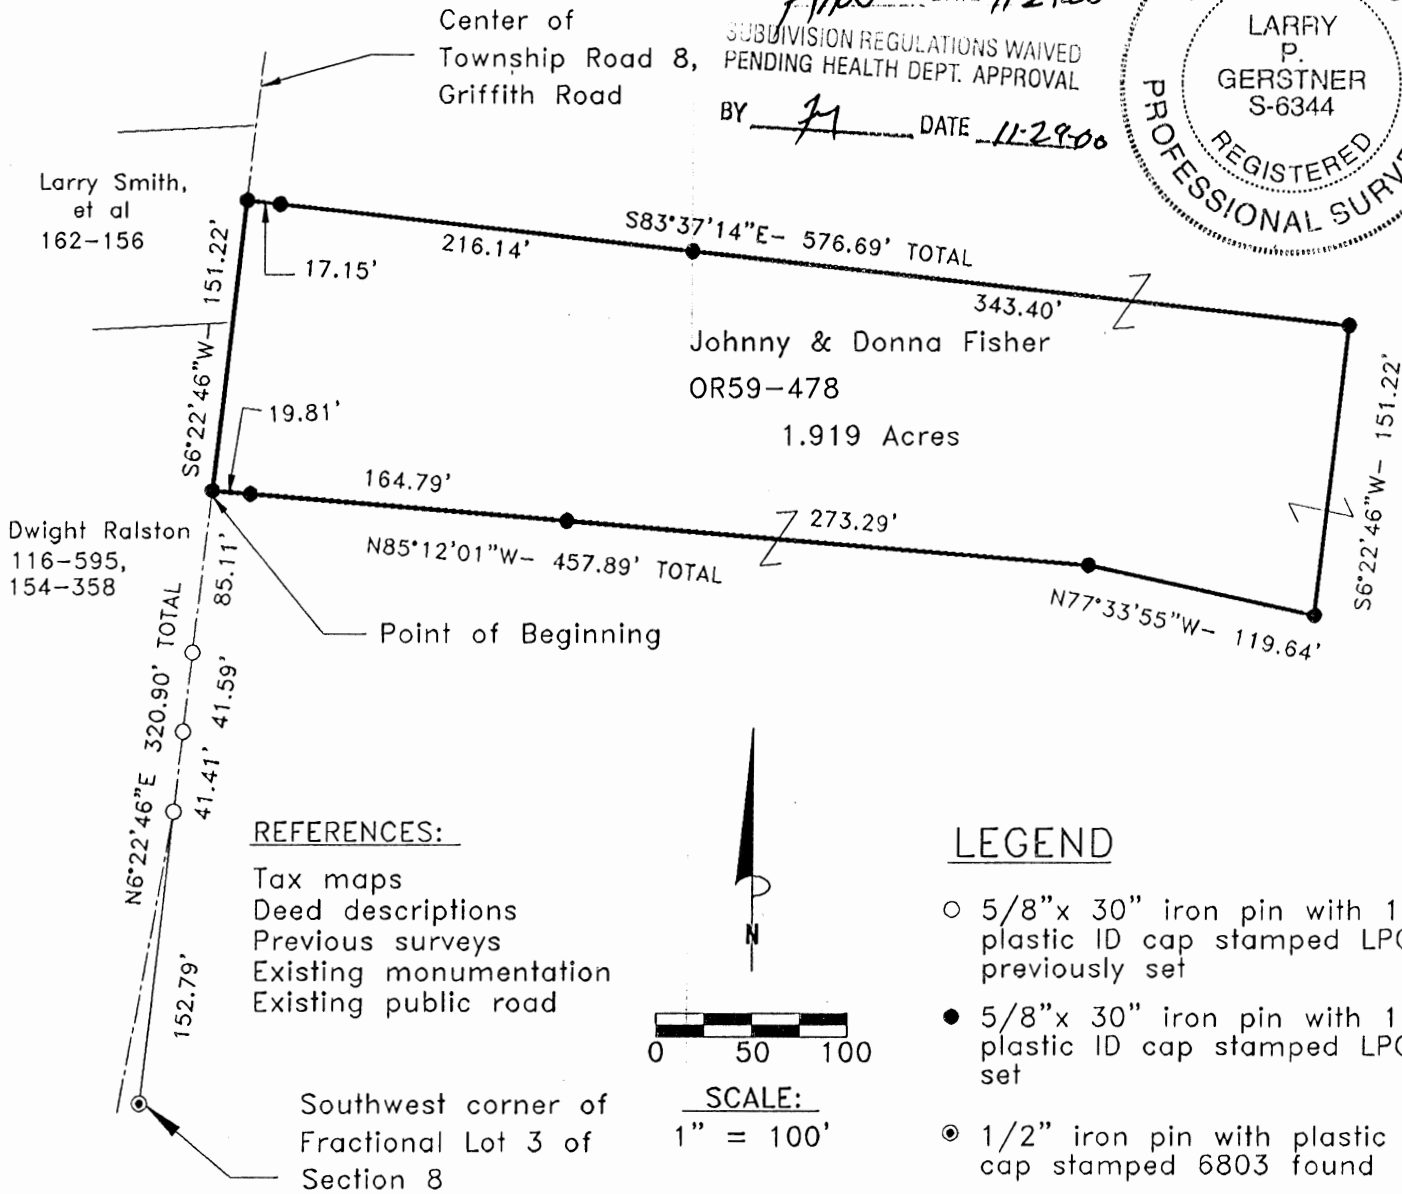 Center of
Township Road 8,
Griffith Road
DATE 11-29-00
SUBDIVISION REGULATIONS WAIVED
PENDING HEALTH DEPT. APPROVAL
BY DATE 11-29-00
LARRY
P.
GERSTNER
S-6344
REGISTERED
PROFESSIONAL
Larry Smith,
et al
162-156
S6°22'46"W- 151.22'
17.15'
216.14'
S83°37'14"E- 576.69' TOTAL
343.40'
Johnny & Donna Fisher
OR59-478
1.919 Acres
S6°22'46"W- 151.22'
19.81'
164.79'
273.29'
N85°12'01"W- 457.89' TOTAL
N77°33'55"W- 119.64'
Dwight Ralston
116-595,
154-358
Point of Beginning
85.11'
N6°22'46"E 320.90' TOTAL
41.59'
41.41'
152.79'
REFERENCES:
Tax maps
Deed descriptions
Previous surveys
Existing monumentation
Existing public road
N
0 50 100
SCALE:
1" = 100'
Southwest corner of
Fractional Lot 3 of
Section 8
LEGEND
5/8"x 30" iron pin with 1
plastic ID cap stamped
previously set
5/8"x 30" iron pin with 1
plastic ID cap stamped
set
1/2" iron pin with plastic
cap stamped 6803 found